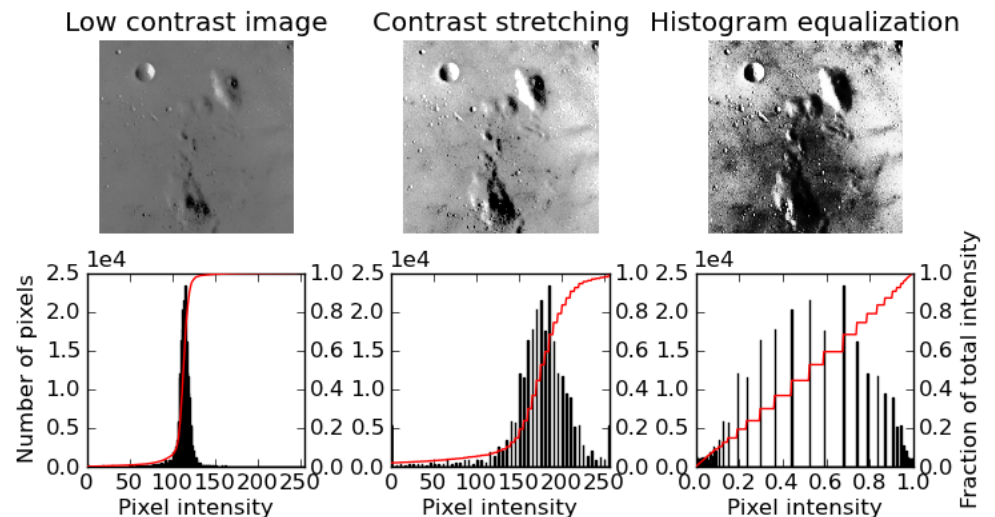 Low contrast image
Contrast stretching
Histogram equalization
1e4
1e4
1e4
Number of pixels
2.5
2.0
1.5
1.0
0.5
0.0
1.0
0.8
0.6
0.4
0.2
0.0
0 50 100 150 200 250
Pixel intensity
2.5
2.0
1.5
1.0
0.5
0.0
1.0
0.8
0.6
0.4
0.2
0.0
0 50 100 150 200 250
Pixel intensity
2.5
2.0
1.5
1.0
0.5
0.0
1.0
0.8
0.6
0.4
0.2
0.0
0.0 0.2 0.4 0.6 0.8 1.0
Pixel intensity
Fraction of total intensity